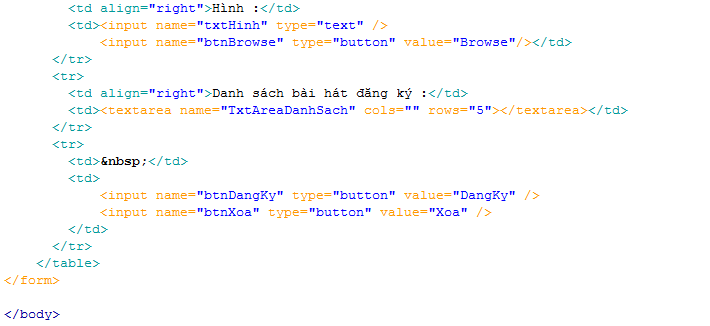 <td align="right">Hình :</td>
<td><input name="txtHinh" type="text" />
<input name="btnBrowse" type="button" value="Browse"/></td>
</tr>
<tr>
<td align="right">Danh sách bài hát đăng ký :</td>
<td><textarea name="TxtAreaDanhSach" cols="" rows="5"></textarea></td>
</tr>
<tr>
<td>&nbsp;</td>
<td>
<input name="btnDangKy" type="button" value="DangKy" />
<input name="btnXoa" type="button" value="Xoa" />
</td>
</tr>
</table>
</form>
</body>